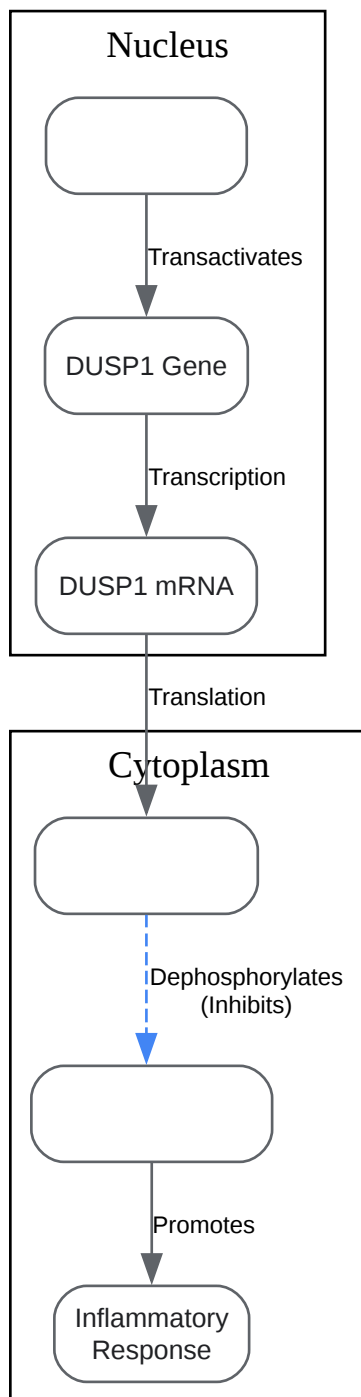 Nucleus
Transactivates
DUSP1 Gene
Transcription
DUSP1 mRNA
Translation
Cytoplasm
Dephosphorylates
(Inhibits)
Promotes
Inflammatory
Response